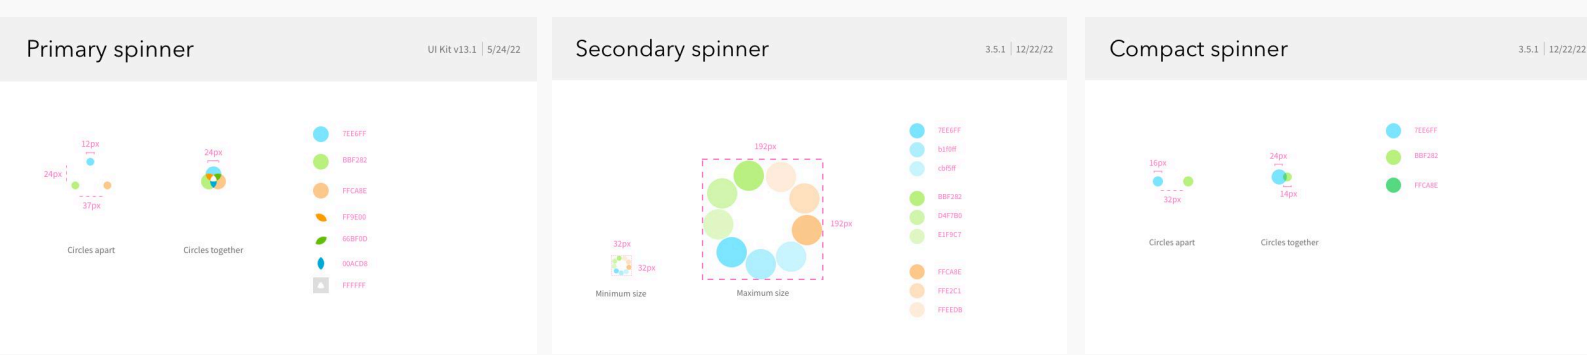 Primary spinner
UI Kit v13.1 | 5/24/22
12px
24px
37px
Circles apart
24px
Circles together
7EE6FF
BBF282
FFCA8E
FF9E00
66BF0D
00ACD8
FFFFFF
Secondary spinner
3.5.1 | 12/22/22
32px
32px
Minimum size
192px
192px
Maximum size
7EE6FF
b1f0ff
cbf5ff
BBF282
D4F7B0
E1F9C7
FFCA8E
FFE2C1
FFEEDB
Compact spinner
3.5.1 | 12/22/22
16px
32px
Circles apart
24px
14px
Circles together
7EE6FF
BBF282
FFCA8E